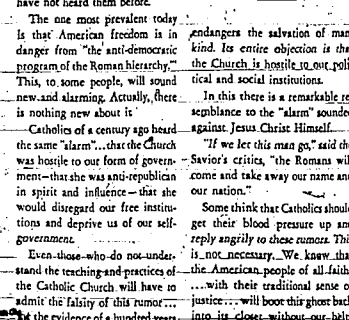 have not heard them before.
The one most prevalent today
is that American freedom is in
danger from "the anti-democratic
program of the Roman hierarchy."
This, to some people, will sound
new and alarming. Actually, there
is nothing new about it
Catholics of a century ago heard
the same "alarm"...that the Church
was hostile to our form of govern-
ment—that she was anti-republican
in spirit and influence—that she
would disregard our free institu-
tions and deprive us of our self-
government.
Even those who do not under-
stand the teaching and practices of
the Catholic Church will have to
admit the falsity of this rumor...
the evidence of a hundred years
endangers the salvation of man
kind. Its entire objection is tha
the Church is hostile to our poli
tical and social institutions.
In this there is a remarkable re
semblance to the "alarm" sounde
against Jesus Christ Himself.
"If we let this man go," said th
Savior's critics, "the Romans wi
come and take away our name an
our nation."
Some think that Catholics shoul
get their blood pressure up an
reply angrily to these rumors. Thi
is not necessary. We know tha
the American people of all faith
...with their traditional sense o
justice... will boot this ghost bac
into its closet without our hel